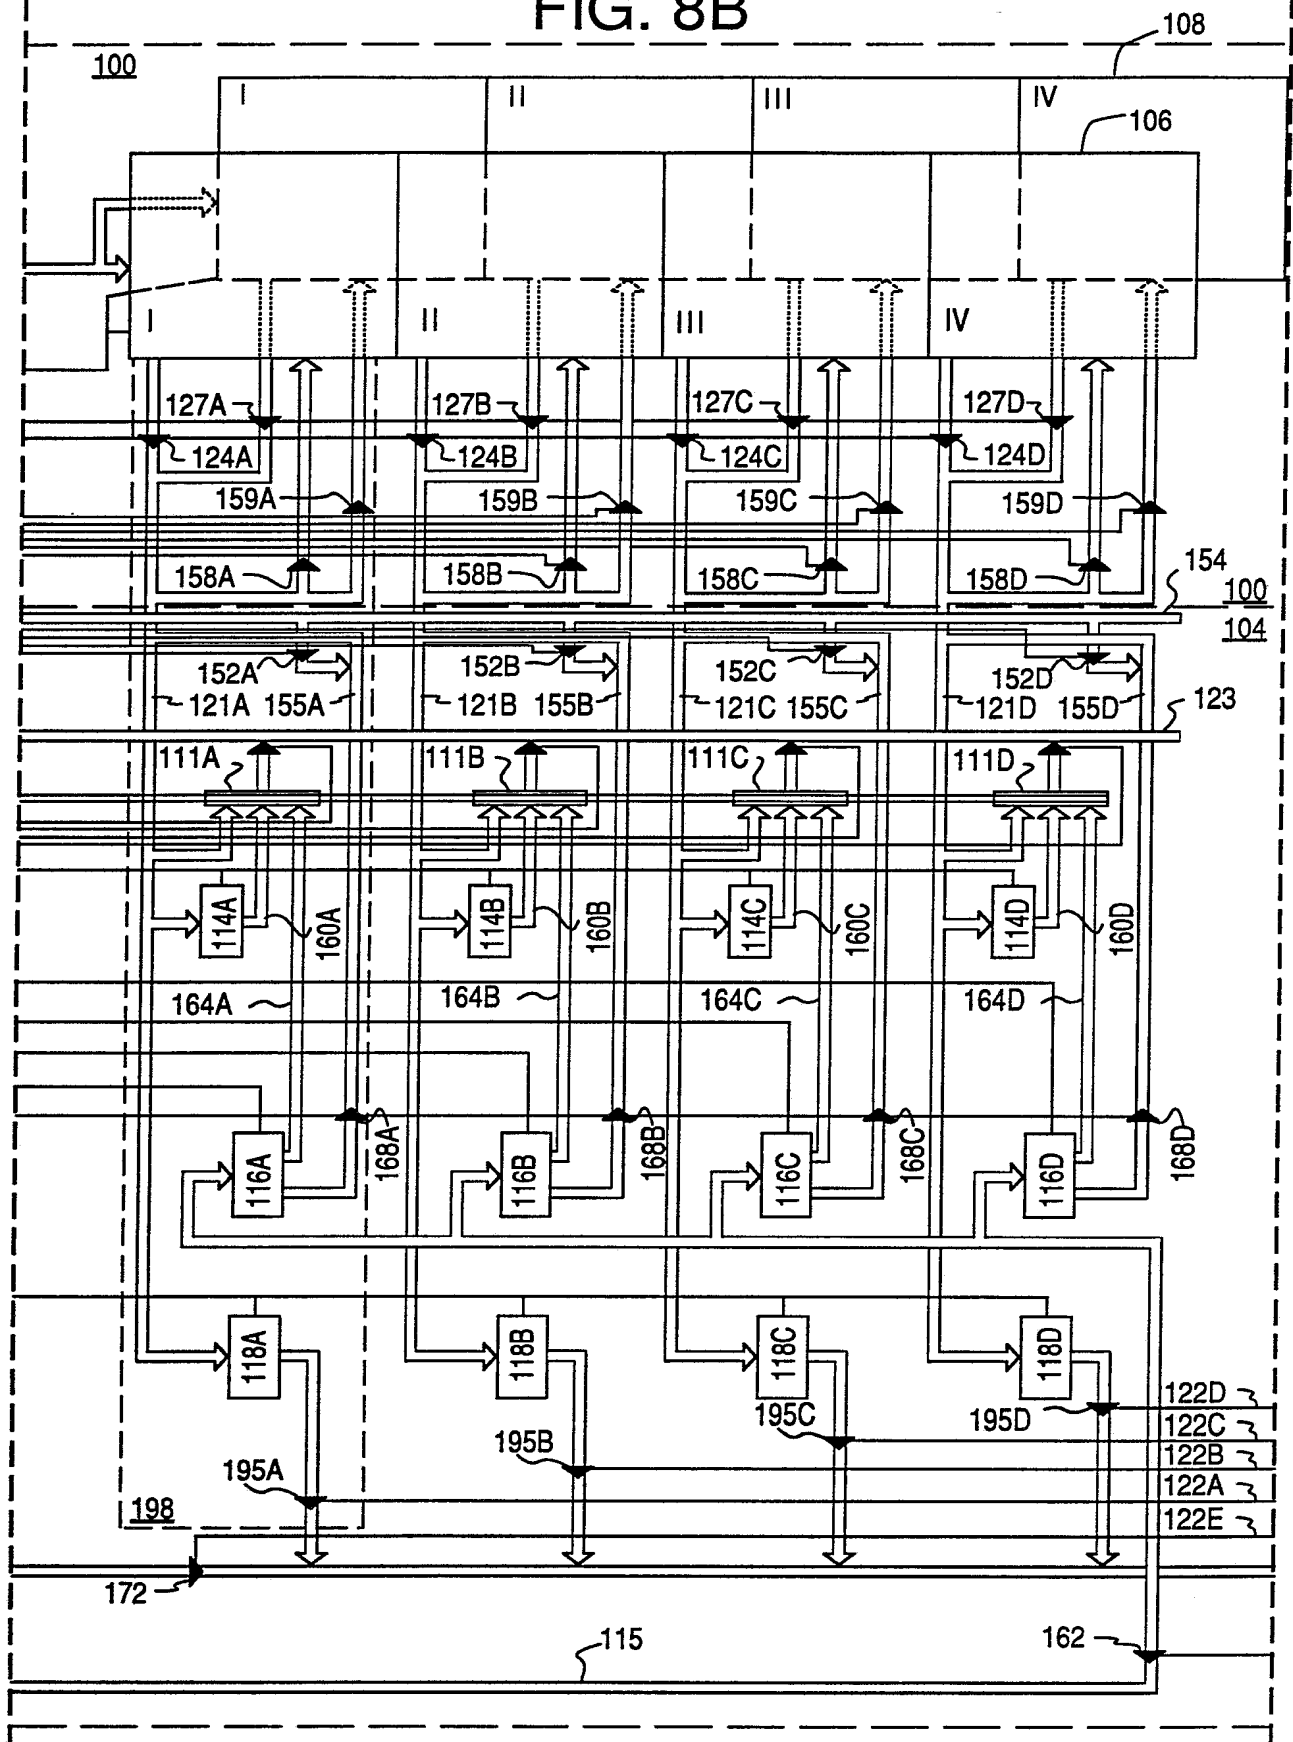 FIG. 8B
108
100
I II III IV
106
I II III IV
127A 127B 127C 127D
124A 124B 124C 124D
159A 159B 159C 159D
154
158A 158B 158C 158D
100
104
152A 152B 152C 152D
121A 155A 121B 155B 121C 155C 121D 155D 123
111A 111B 111C 111D
114A 160A 114B 160B 114C 160C 114D 160D
164A 164B 164C 164D
116A 168A 116B 168B 116C 168C 116D 168D
118A 118B 118C 118D
122D
195C 195D
122C
195B
122B
195A
122A
198
122E
172
115 162